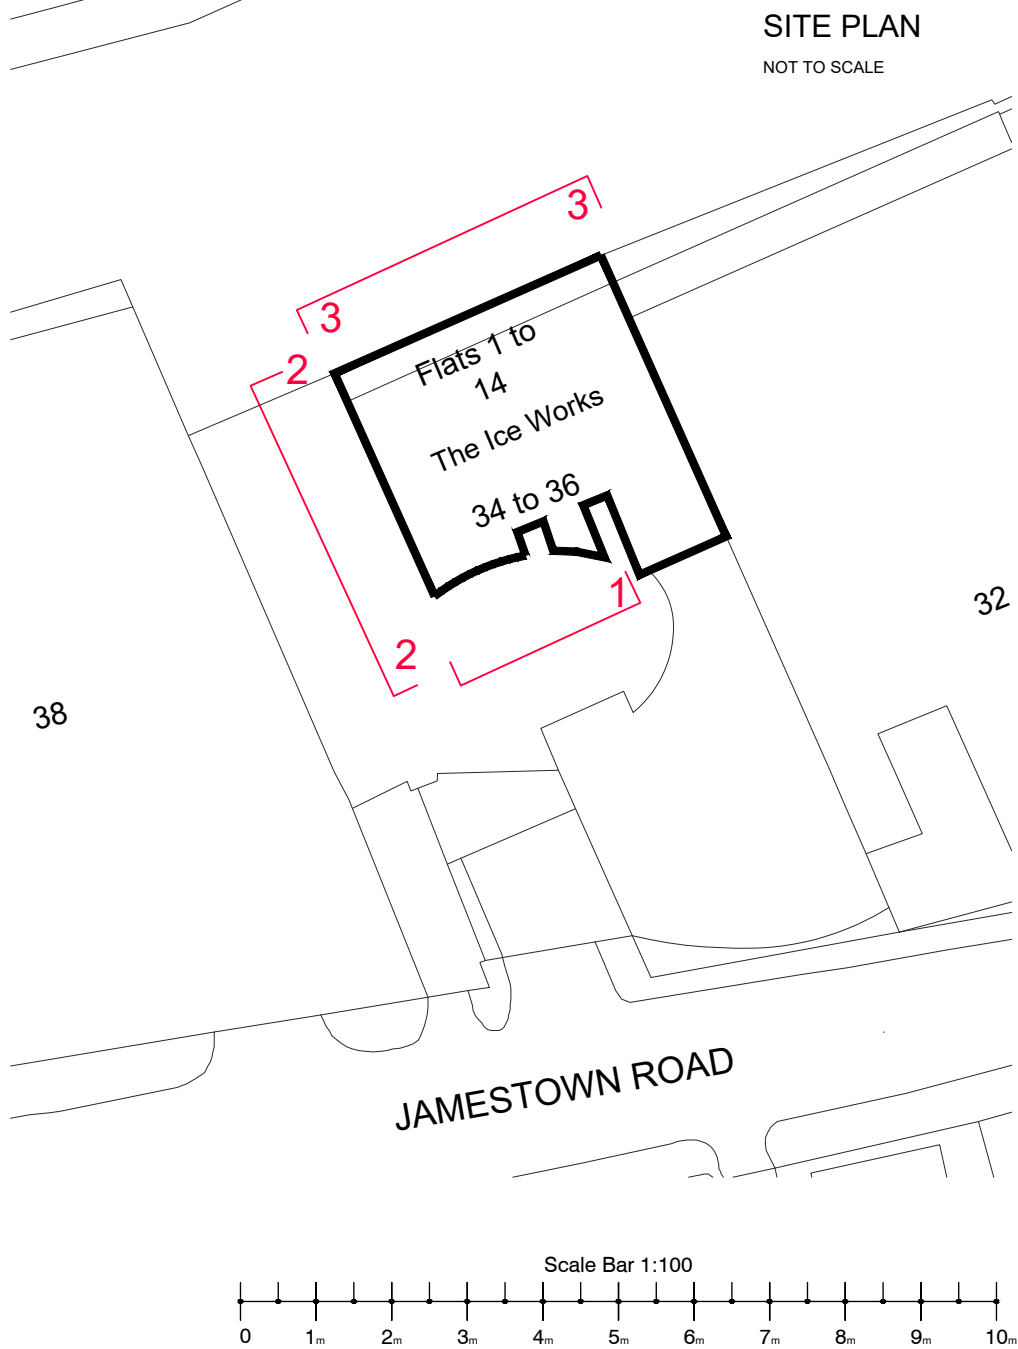 SITE PLAN
NOT TO SCALE
3
3
2
Flats 1 to
14
The Ice Works
34 to 36
1
32
2
38
JAMESTOWN ROAD
Scale Bar 1:100
0 1m 2m 3m 4m 5m 6m 7m 8m 9m 10m